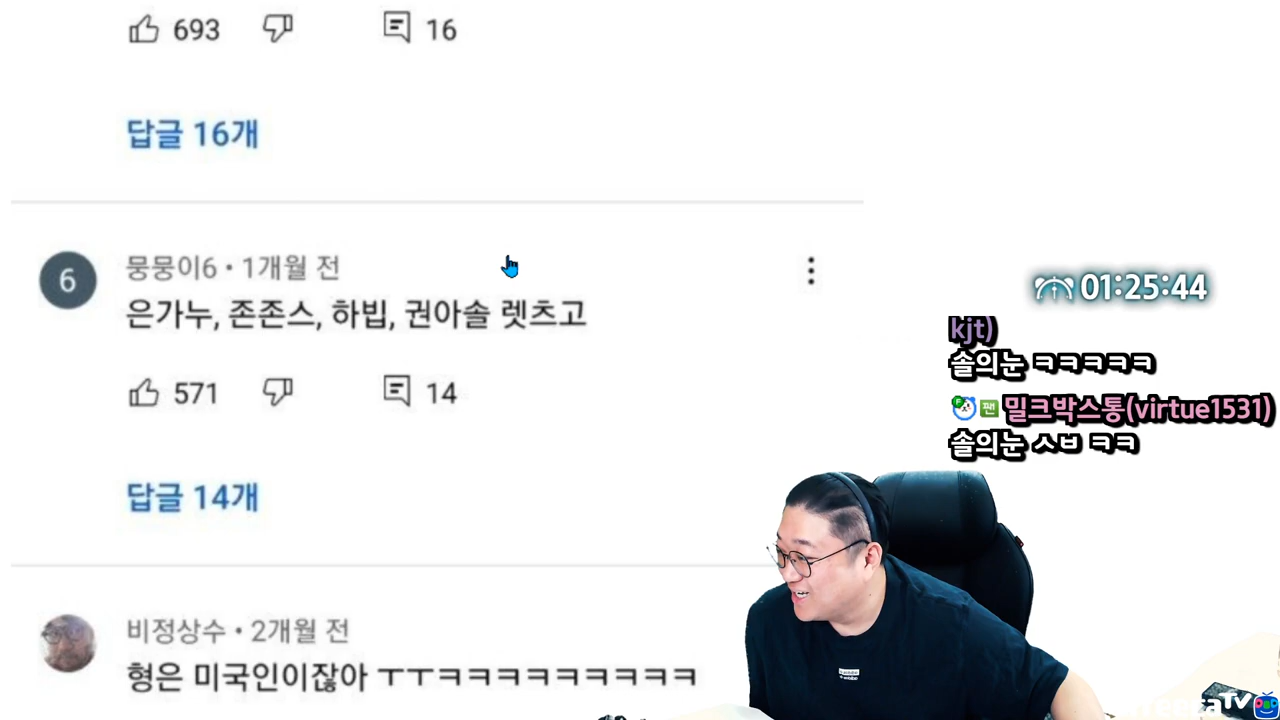 693
16
답글 16개
6
뭉뭉이6 • 1개월 전
은가누, 존존스, 하빕, 권아솔 렛츠고
571
14
답글 14개
비정상수 • 2개월 전
형은 미국인이잖아 ㅜㅜㅋㅋㅋㅋㅋㅋㅋㅋㅋ
01:25:44
kjt)
솔의눈 ㅋㅋㅋㅋㅋ
F 짼 밀크박스통(virtue1531)
솔의눈 ㅅㅂ ㅋㅋ